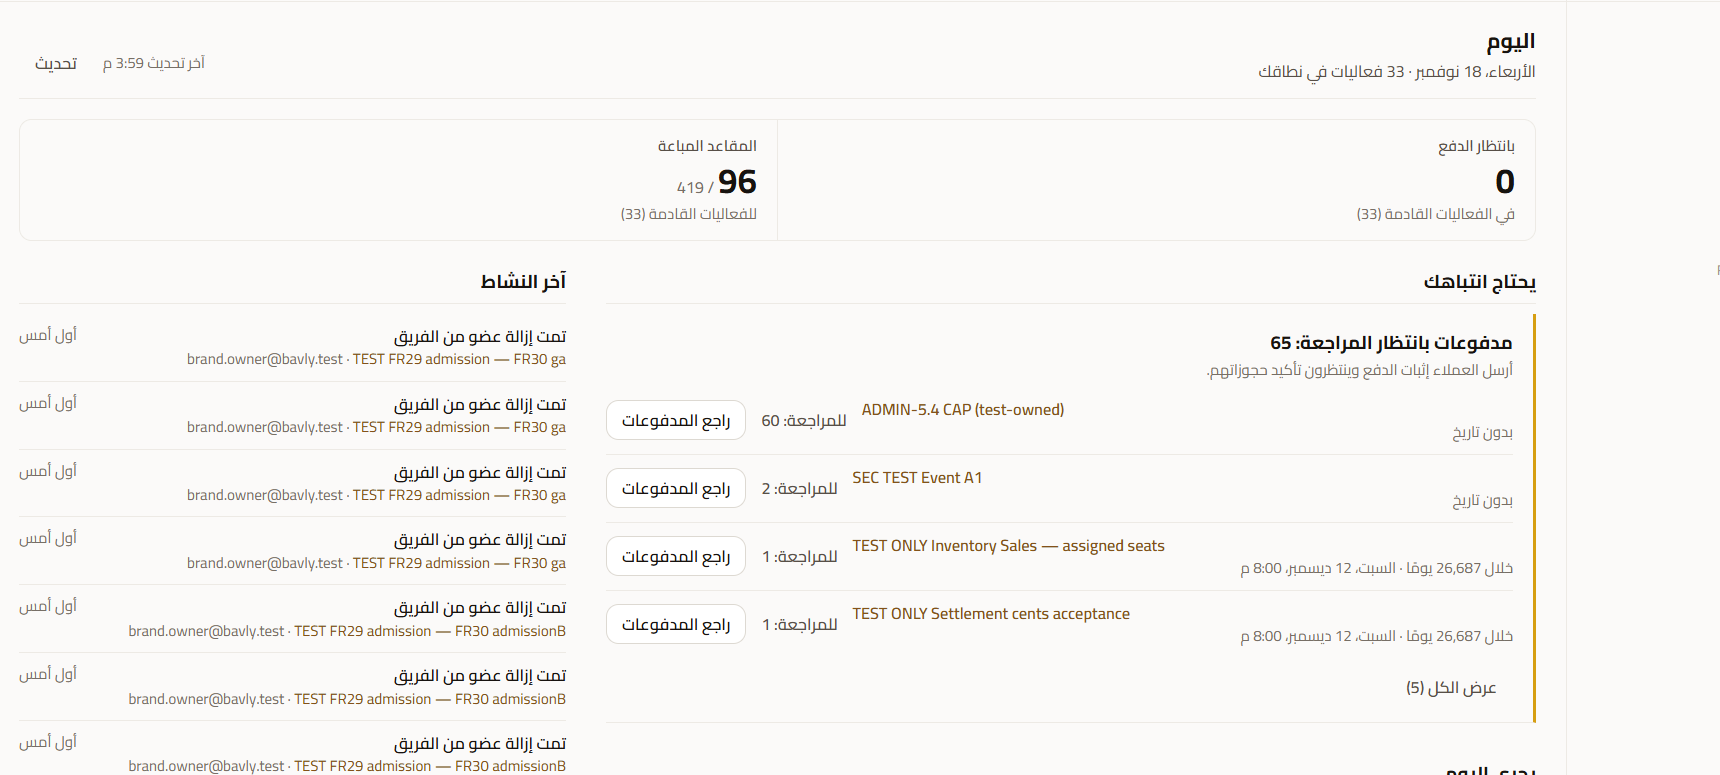 اليوم
الأربعاء، 18 نوفمبر · 33 فعاليات في نطاقك
آخر تحديث 3:59 م
تحديث
بانتظار الدفع
0
في الفعاليات القادمة (33)
المقاعد المباعة
96 / 419
للفعاليات القادمة (33)
يحتاج انتباهك
مدفوعات بانتظار المراجعة: 65
أرسل العملاء إثبات الدفع وينتظرون تأكيد حجوزاتهم.
ADMIN-5.4 CAP (test-owned)
بدون تاريخ
للمراجعة: 60
راجع المدفوعات
SEC TEST Event A1
بدون تاريخ
للمراجعة: 2
راجع المدفوعات
TEST ONLY Inventory Sales — assigned seats
خلال 26,687 يومًا · السبت، 12 ديسمبر، 8:00 م
للمراجعة: 1
راجع المدفوعات
TEST ONLY Settlement cents acceptance
خلال 26,687 يومًا · السبت، 12 ديسمبر، 8:00 م
للمراجعة: 1
راجع المدفوعات
عرض الكل (5)
آخر النشاط
تمت إزالة عضو من الفريق
أول أمس
brand.owner@bavly.test · TEST FR29 admission — FR30 ga
تمت إزالة عضو من الفريق
أول أمس
brand.owner@bavly.test · TEST FR29 admission — FR30 ga
تمت إزالة عضو من الفريق
أول أمس
brand.owner@bavly.test · TEST FR29 admission — FR30 ga
تمت إزالة عضو من الفريق
أول أمس
brand.owner@bavly.test · TEST FR29 admission — FR30 ga
تمت إزالة عضو من الفريق
أول أمس
brand.owner@bavly.test · TEST FR29 admission — FR30 admissionB
تمت إزالة عضو من الفريق
أول أمس
brand.owner@bavly.test · TEST FR29 admission — FR30 admissionB
تمت إزالة عضو من الفريق
أول أمس
brand.owner@bavly.test · TEST FR29 admission — FR30 admissionB